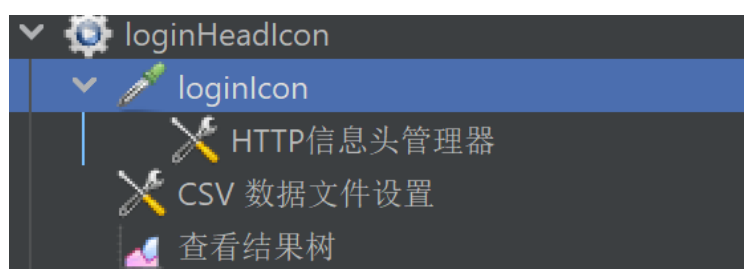 loginHeadIcon
loginIcon
HTTP信息头管理器
CSV 数据文件设置
查看结果树